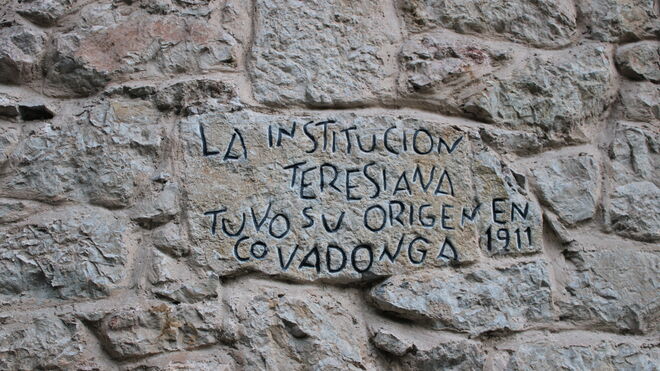 LA INSTITUCION
TERESIANA
TUVO SU ORIGEN EN
COVADONGA 1911